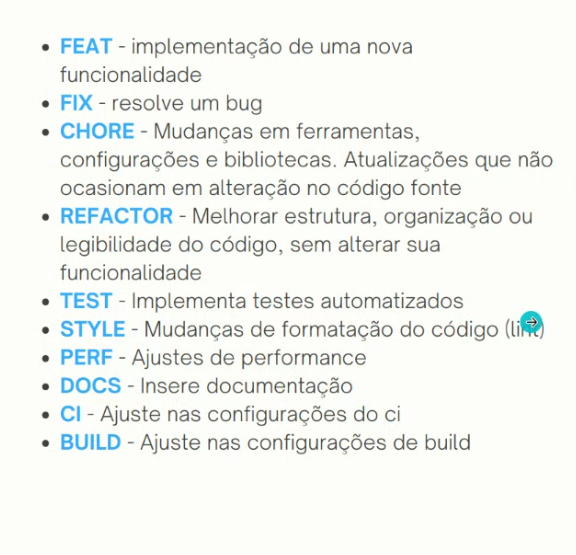 • FEAT - implementação de uma nova
funcionalidade
• FIX - resolve um bug
• CHORE - Mudanças em ferramentas,
configurações e bibliotecas. Atualizações que não
ocasionam em alteração no código fonte
• REFACTOR - Melhorar estrutura, organização ou
legibilidade do código, sem alterar sua
funcionalidade
• TEST - Implementa testes automatizados
• STYLE - Mudanças de formatação do código (lint)
• PERF - Ajustes de performance
• DOCS - Insere documentação
• CI - Ajuste nas configurações do ci
• BUILD - Ajuste nas configurações de build